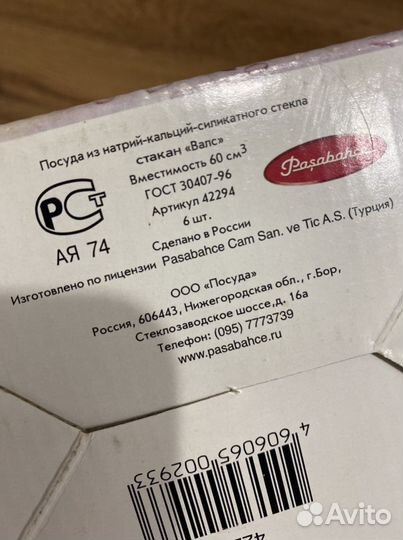 Посуда из натрий-кальций-силикатного стекла
стакан «Валс»
Вместимость 60 см3
ГОСТ 30407-96
Артикул 42294
6 шт.
Сделано в России
Paşabahçe
РСТ
АЯ 74
Изготовлено по лицензии Pasabahce Cam San. ve Tic A.S. (Турция)
ООО «Посуда»
Россия, 606443, Нижегородская обл., г.Бор,
Стеклозаводское шоссе,д. 16а
Телефон: (095) 7773739
www.pasabahce.ru
4 606065 002933
Avito